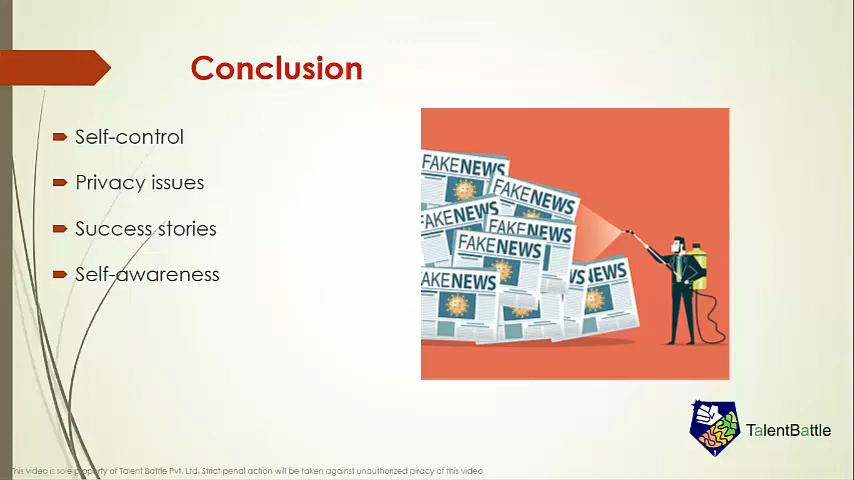 Conclusion
Self-control
Privacy issues
Success stories
Self-awareness
FAKENEWS
FAKENEWS
FAKENEWS
FAKENEWS
FAKENEWS
AKENEWS
WS
NEWS
TalentBattle
This video is sole property of Talent Battle Pvt. Ltd. Strict penal action will be taken against unauthorized piracy of this video